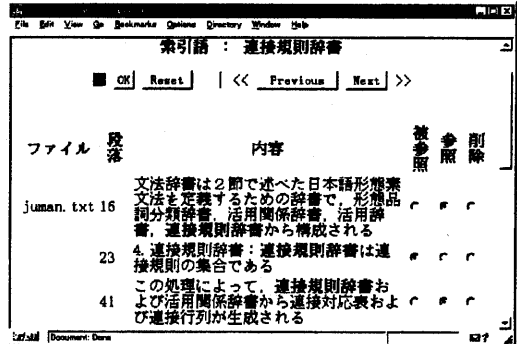 File Edit View Go Bookmarks Options Directory Window Help
索引語 : 連接規則辞書
OK Reset | << Previous Next >>
ファイル 段落 内容 被参照 参照 削除
juman.txt 16 文法辞書は2節で述べた日本語形態素
文法を定義するための辞書で,形態品
詞分類辞書,活用関係辞書,活用辞
書,連接規則辞書から構成される
23 4.連接規則辞書:連接規則辞書は連
接規則の集合である
41 この処理によって,連接規則辞書お
よび活用関係辞書から連接対応表およ
び連接行列が生成される
Document: Done